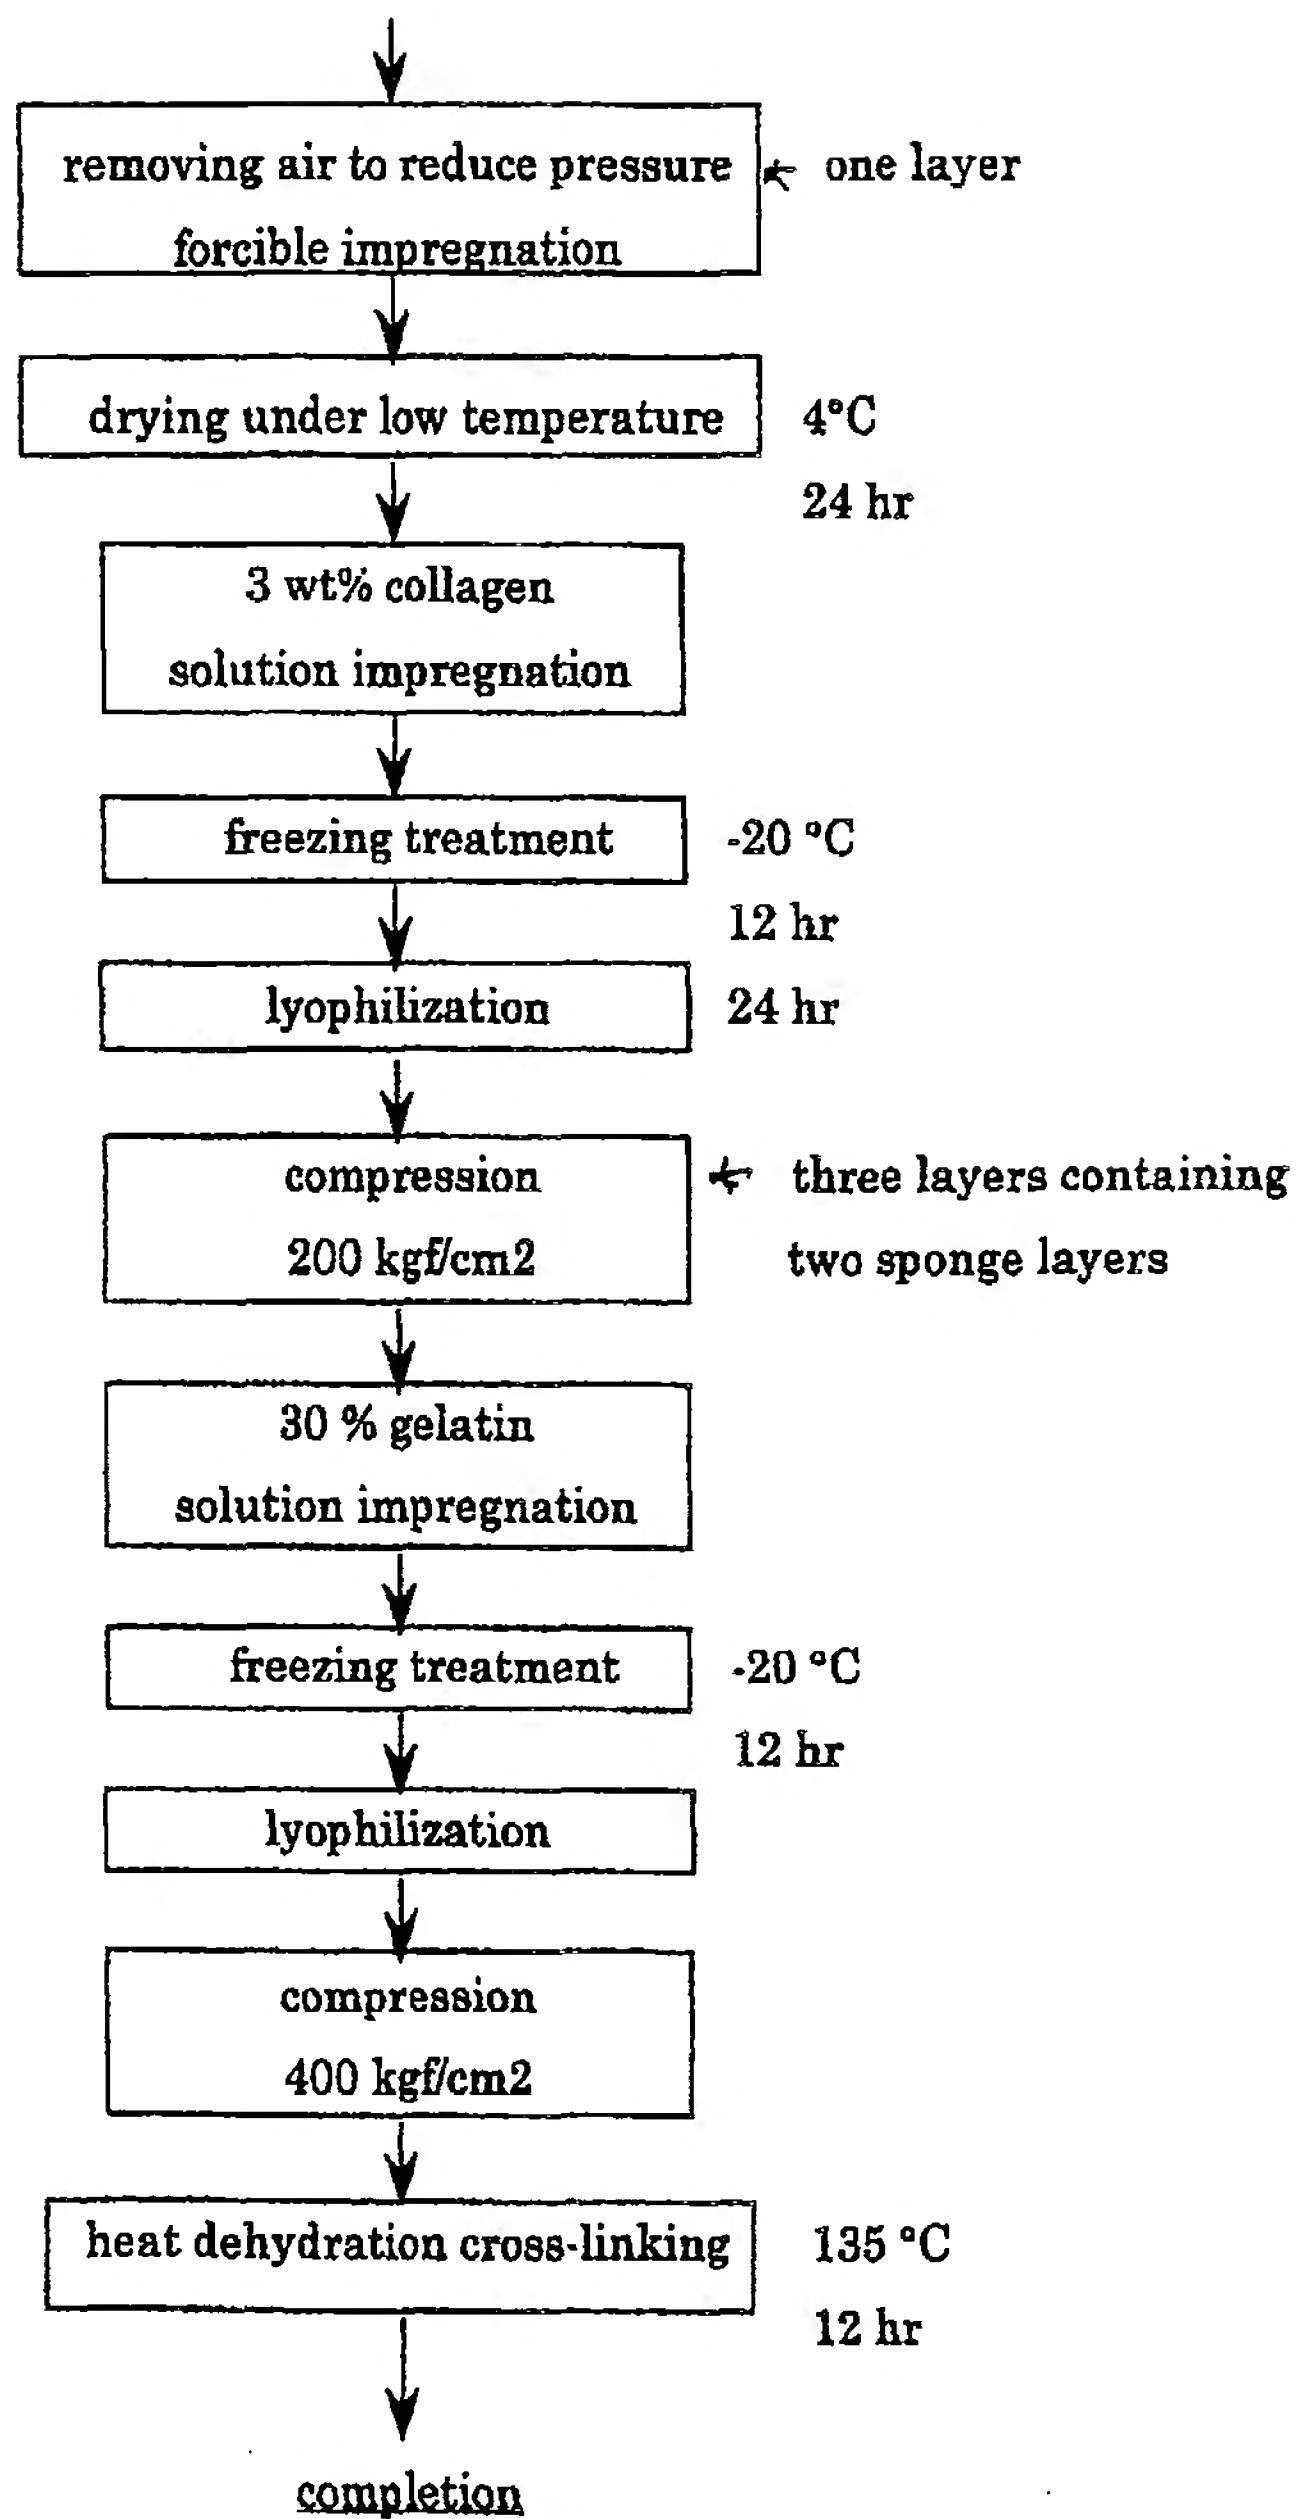 removing air to reduce pressure
one layer
forcible impregnation
drying under low temperature
4°C
24 hr
3 wt% collagen
solution impregnation
freezing treatment
-20 °C
12 hr
lyophilization
24 hr
compression
three layers containing
200 kgf/cm2
two sponge layers
30 % gelatin
solution impregnation
freezing treatment
-20 °C
12 hr
lyophilization
compression
400 kgf/cm2
heat dehydration cross-linking
135 °C
12 hr
completion